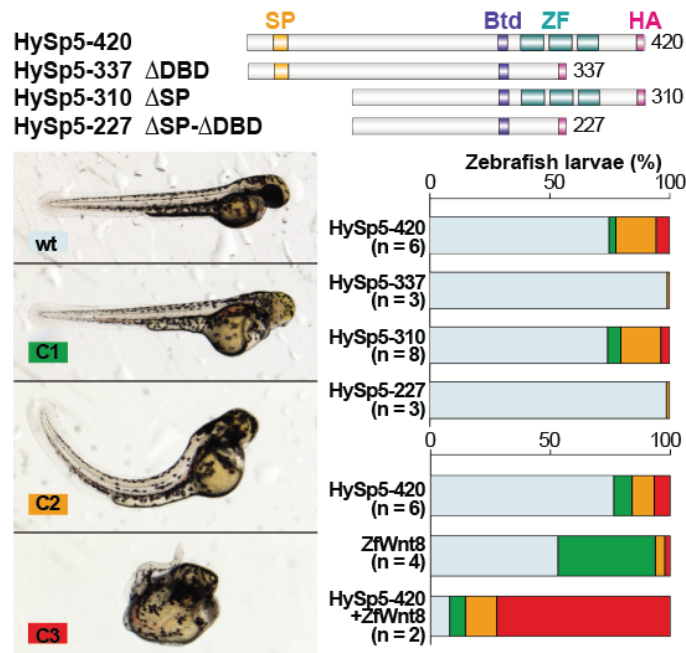 SP Btd ZF HA
HySp5-420 420
HySp5-337 ΔDBD 337
HySp5-310 ΔSP 310
HySp5-227 ΔSP-ΔDBD 227
wt
C1
C2
C3
Zebrafish larvae (%)
0 50 100
HySp5-420
(n = 6)
HySp5-337
(n = 3)
HySp5-310
(n = 8)
HySp5-227
(n = 3)
0 50 100
HySp5-420
(n = 6)
ZfWnt8
(n = 4)
HySp5-420
+ZfWnt8
(n = 2)